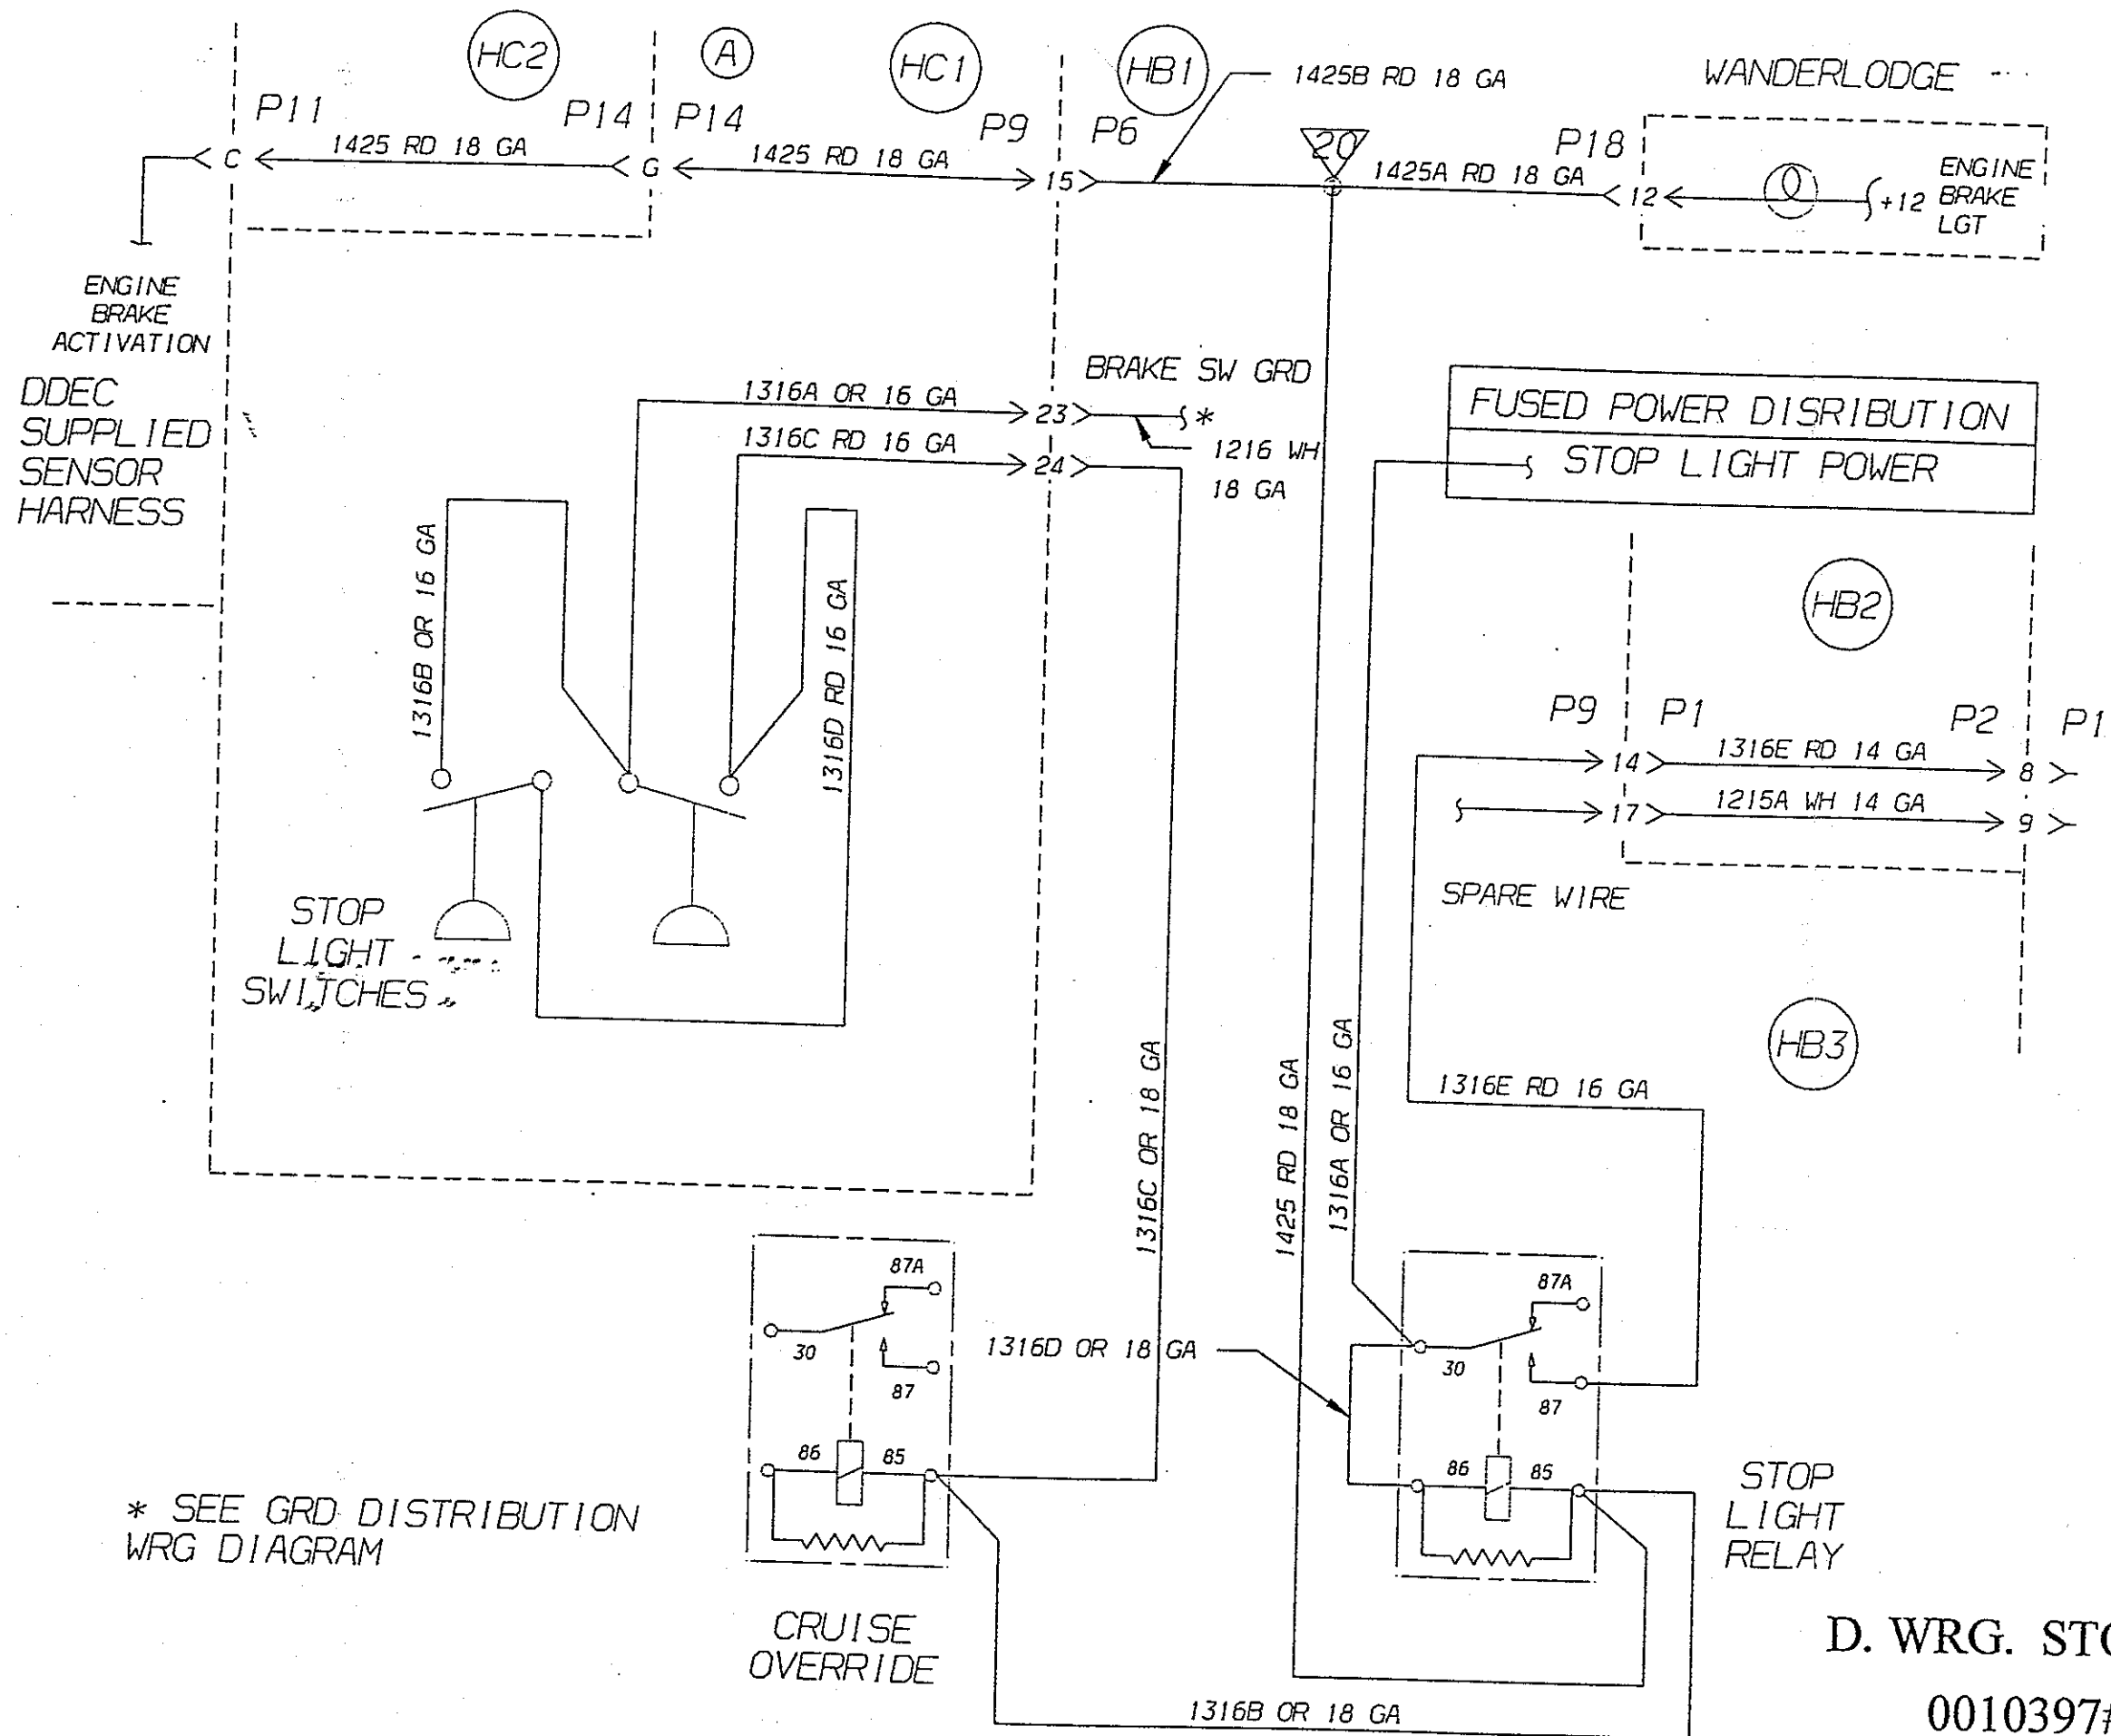 HC2
A
HC1
HB1
1425B RD 18 GA
WANDERLODGE
P11
P14
P14
P9
P6
20
P18
C
1425 RD 18 GA
G
1425 RD 18 GA
15
1425A RD 18 GA
12
+12
ENGINE
BRAKE
LGT
ENGINE
BRAKE
ACTIVATION
DDEC
SUPPLIED
SENSOR
HARNESS
1316A OR 16 GA
23
BRAKE SW GRD
*
1316C RD 16 GA
24
1216 WH
18 GA
FUSED POWER DISRIBUTION
STOP LIGHT POWER
1316B OR 16 GA
1316D RD 16 GA
HB2
P9
P1
P2
P1
14
1316E RD 14 GA
8
17
1215A WH 14 GA
9
SPARE WIRE
STOP
LIGHT
SWITCHES
HB3
1316E RD 16 GA
1316C OR 18 GA
1425 RD 18 GA
1316A OR 16 GA
87A
30
87
86
85
1316D OR 18 GA
87A
30
87
86
85
STOP
LIGHT
RELAY
* SEE GRD DISTRIBUTION
WRG DIAGRAM
CRUISE
OVERRIDE
1316B OR 18 GA
D. WRG. STO
0010397#